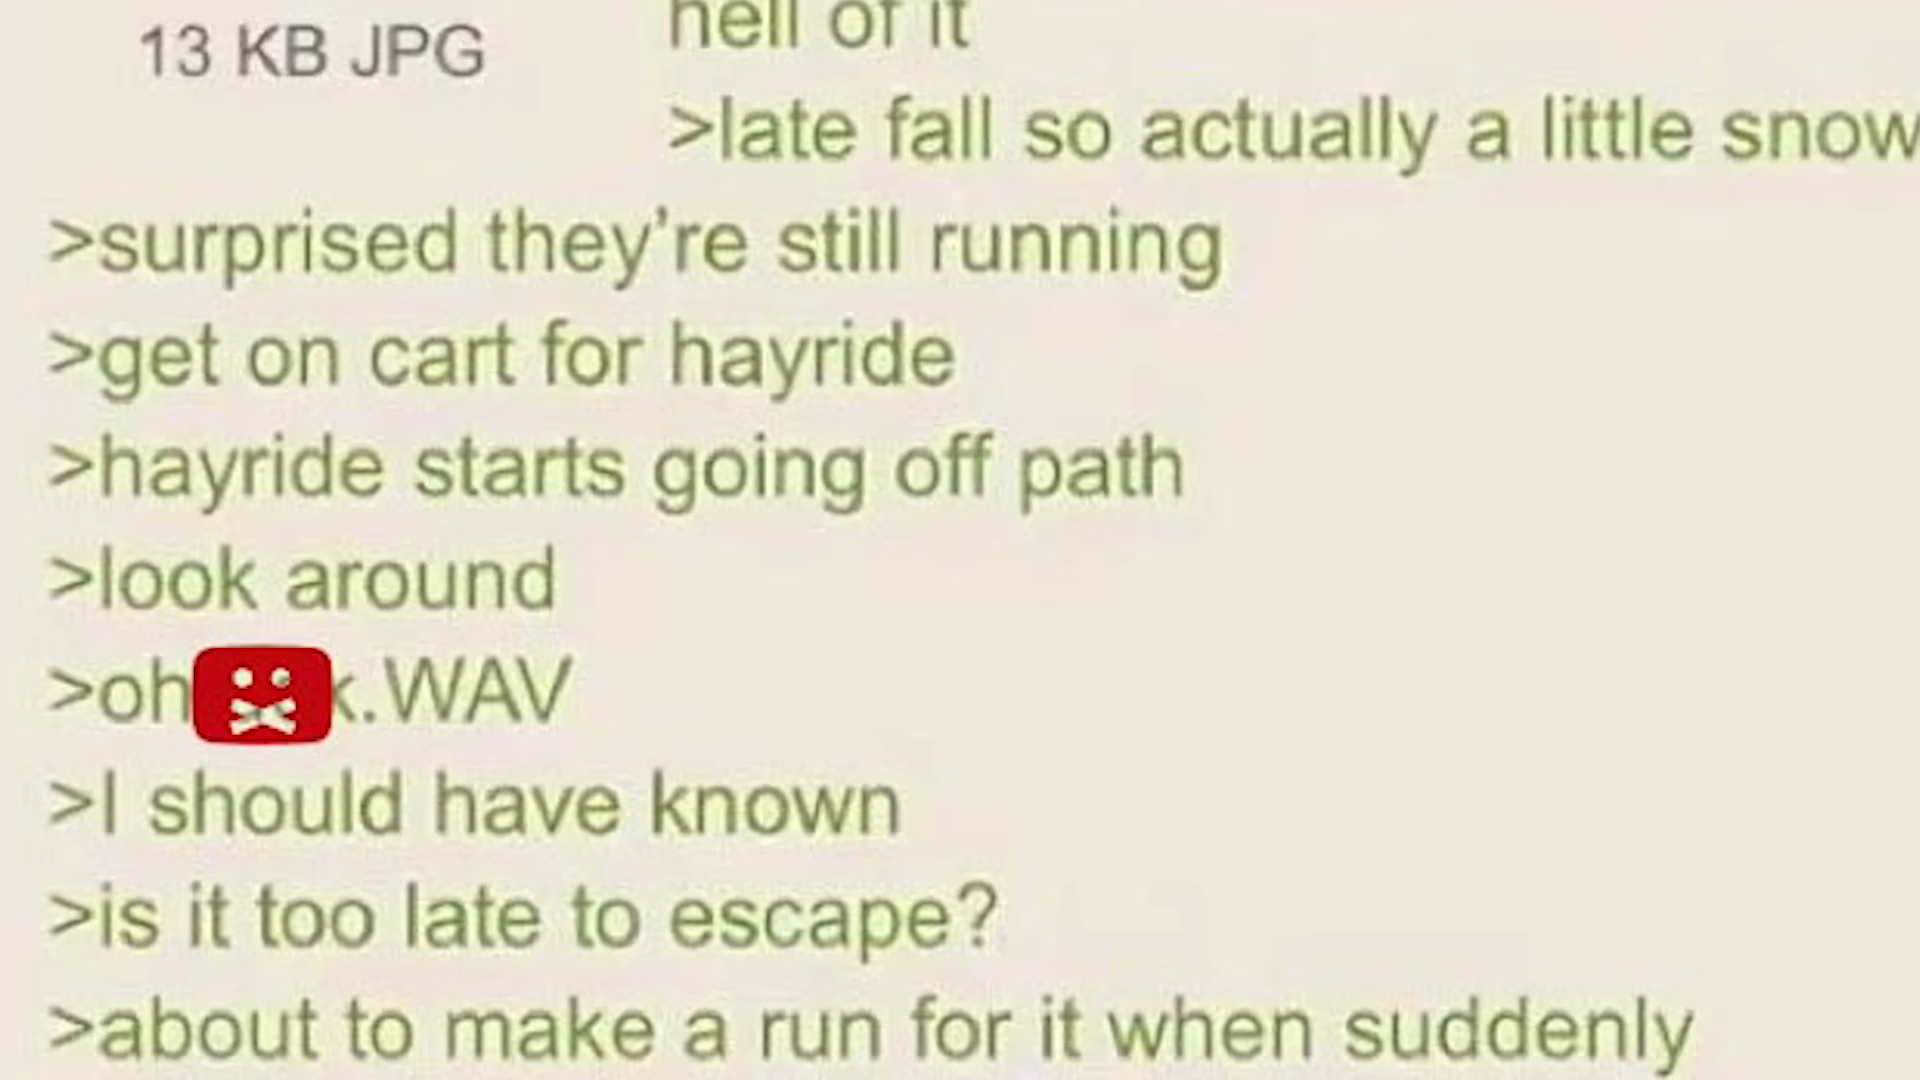 hell of it
13 KB JPG
>late fall so actually a little snow
>surprised they're still running
>get on cart for hayride
>hayride starts going off path
>look around
>oh k.WAV
>I should have known
>is it too late to escape?
>about to make a run for it when suddenly